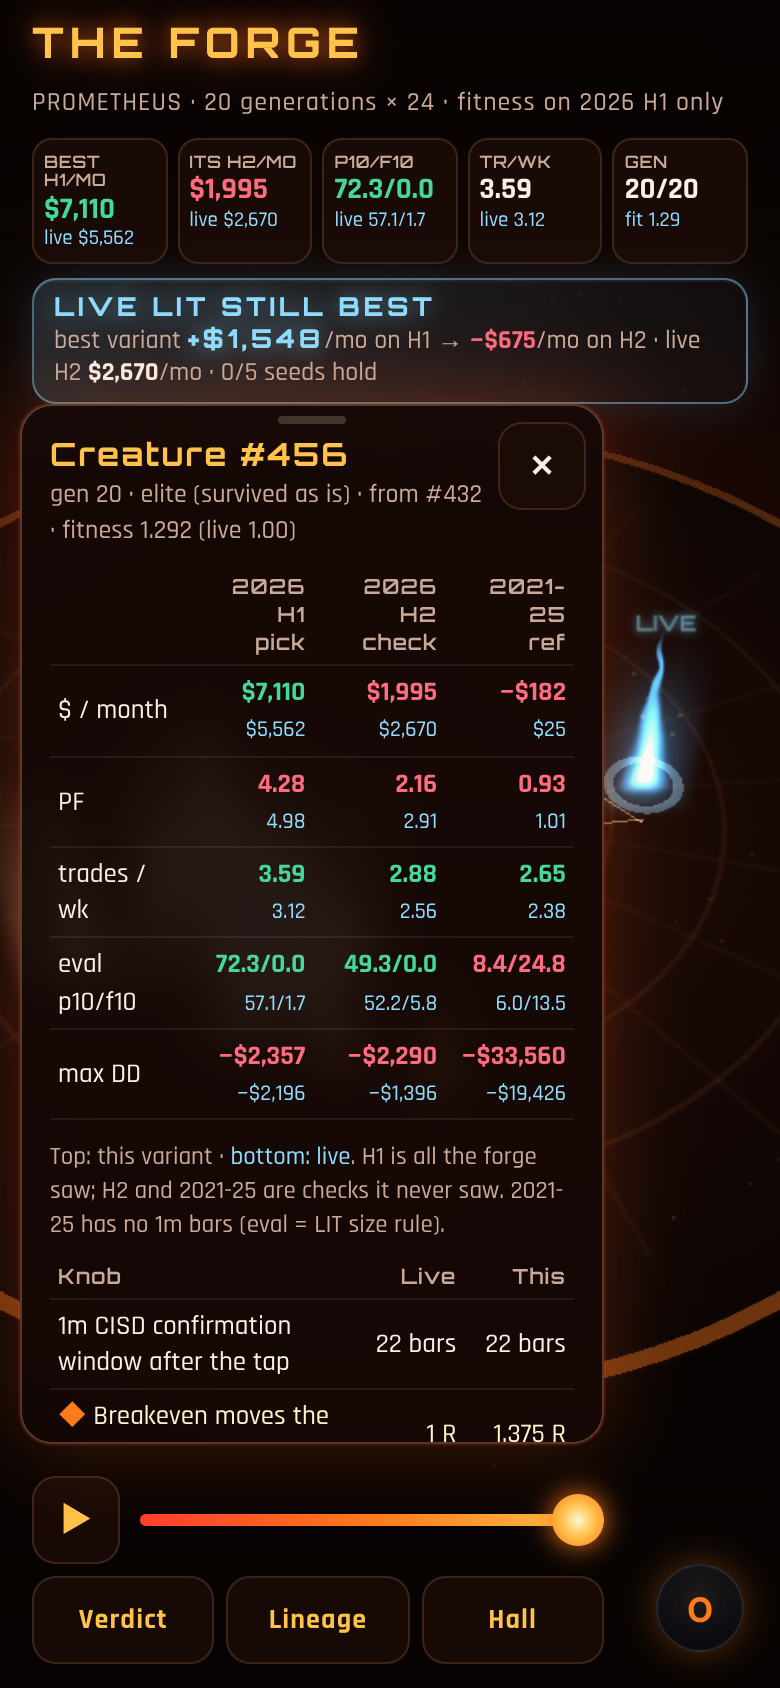 THE FORGE
PROMETHEUS · 20 generations × 24 · fitness on 2026 H1 only
BEST
H1/MO
$7,110
live $5,562
ITS H2/MO
$1,995
live $2,670
P10/F10
72.3/0.0
live 57.1/1.7
TR/WK
3.59
live 3.12
GEN
20/20
fit 1.29
LIVE LIT STILL BEST
best variant +$1,548/mo on H1 → −$675/mo on H2 · live
H2 $2,670/mo · 0/5 seeds hold
Creature #456
×
gen 20 · elite (survived as is) · from #432
· fitness 1.292 (live 1.00)
2026 2026 2021-
H1 H2 25
pick check ref
$ / month $7,110 $1,995 −$182
$5,562 $2,670 $25
PF 4.28 2.16 0.93
4.98 2.91 1.01
trades / 3.59 2.88 2.65
wk 3.12 2.56 2.38
eval 72.3/0.0 49.3/0.0 8.4/24.8
p10/f10 57.1/1.7 52.2/5.8 6.0/13.5
max DD −$2,357 −$2,290 −$33,560
−$2,196 −$1,396 −$19,426
Top: this variant · bottom: live. H1 is all the forge
saw; H2 and 2021-25 are checks it never saw. 2021-
25 has no 1m bars (eval = LIT size rule).
Knob Live This
1m CISD confirmation
window after the tap 22 bars 22 bars
Breakeven moves the
1 R 1.375 R
LIVE
Verdict Lineage Hall
O